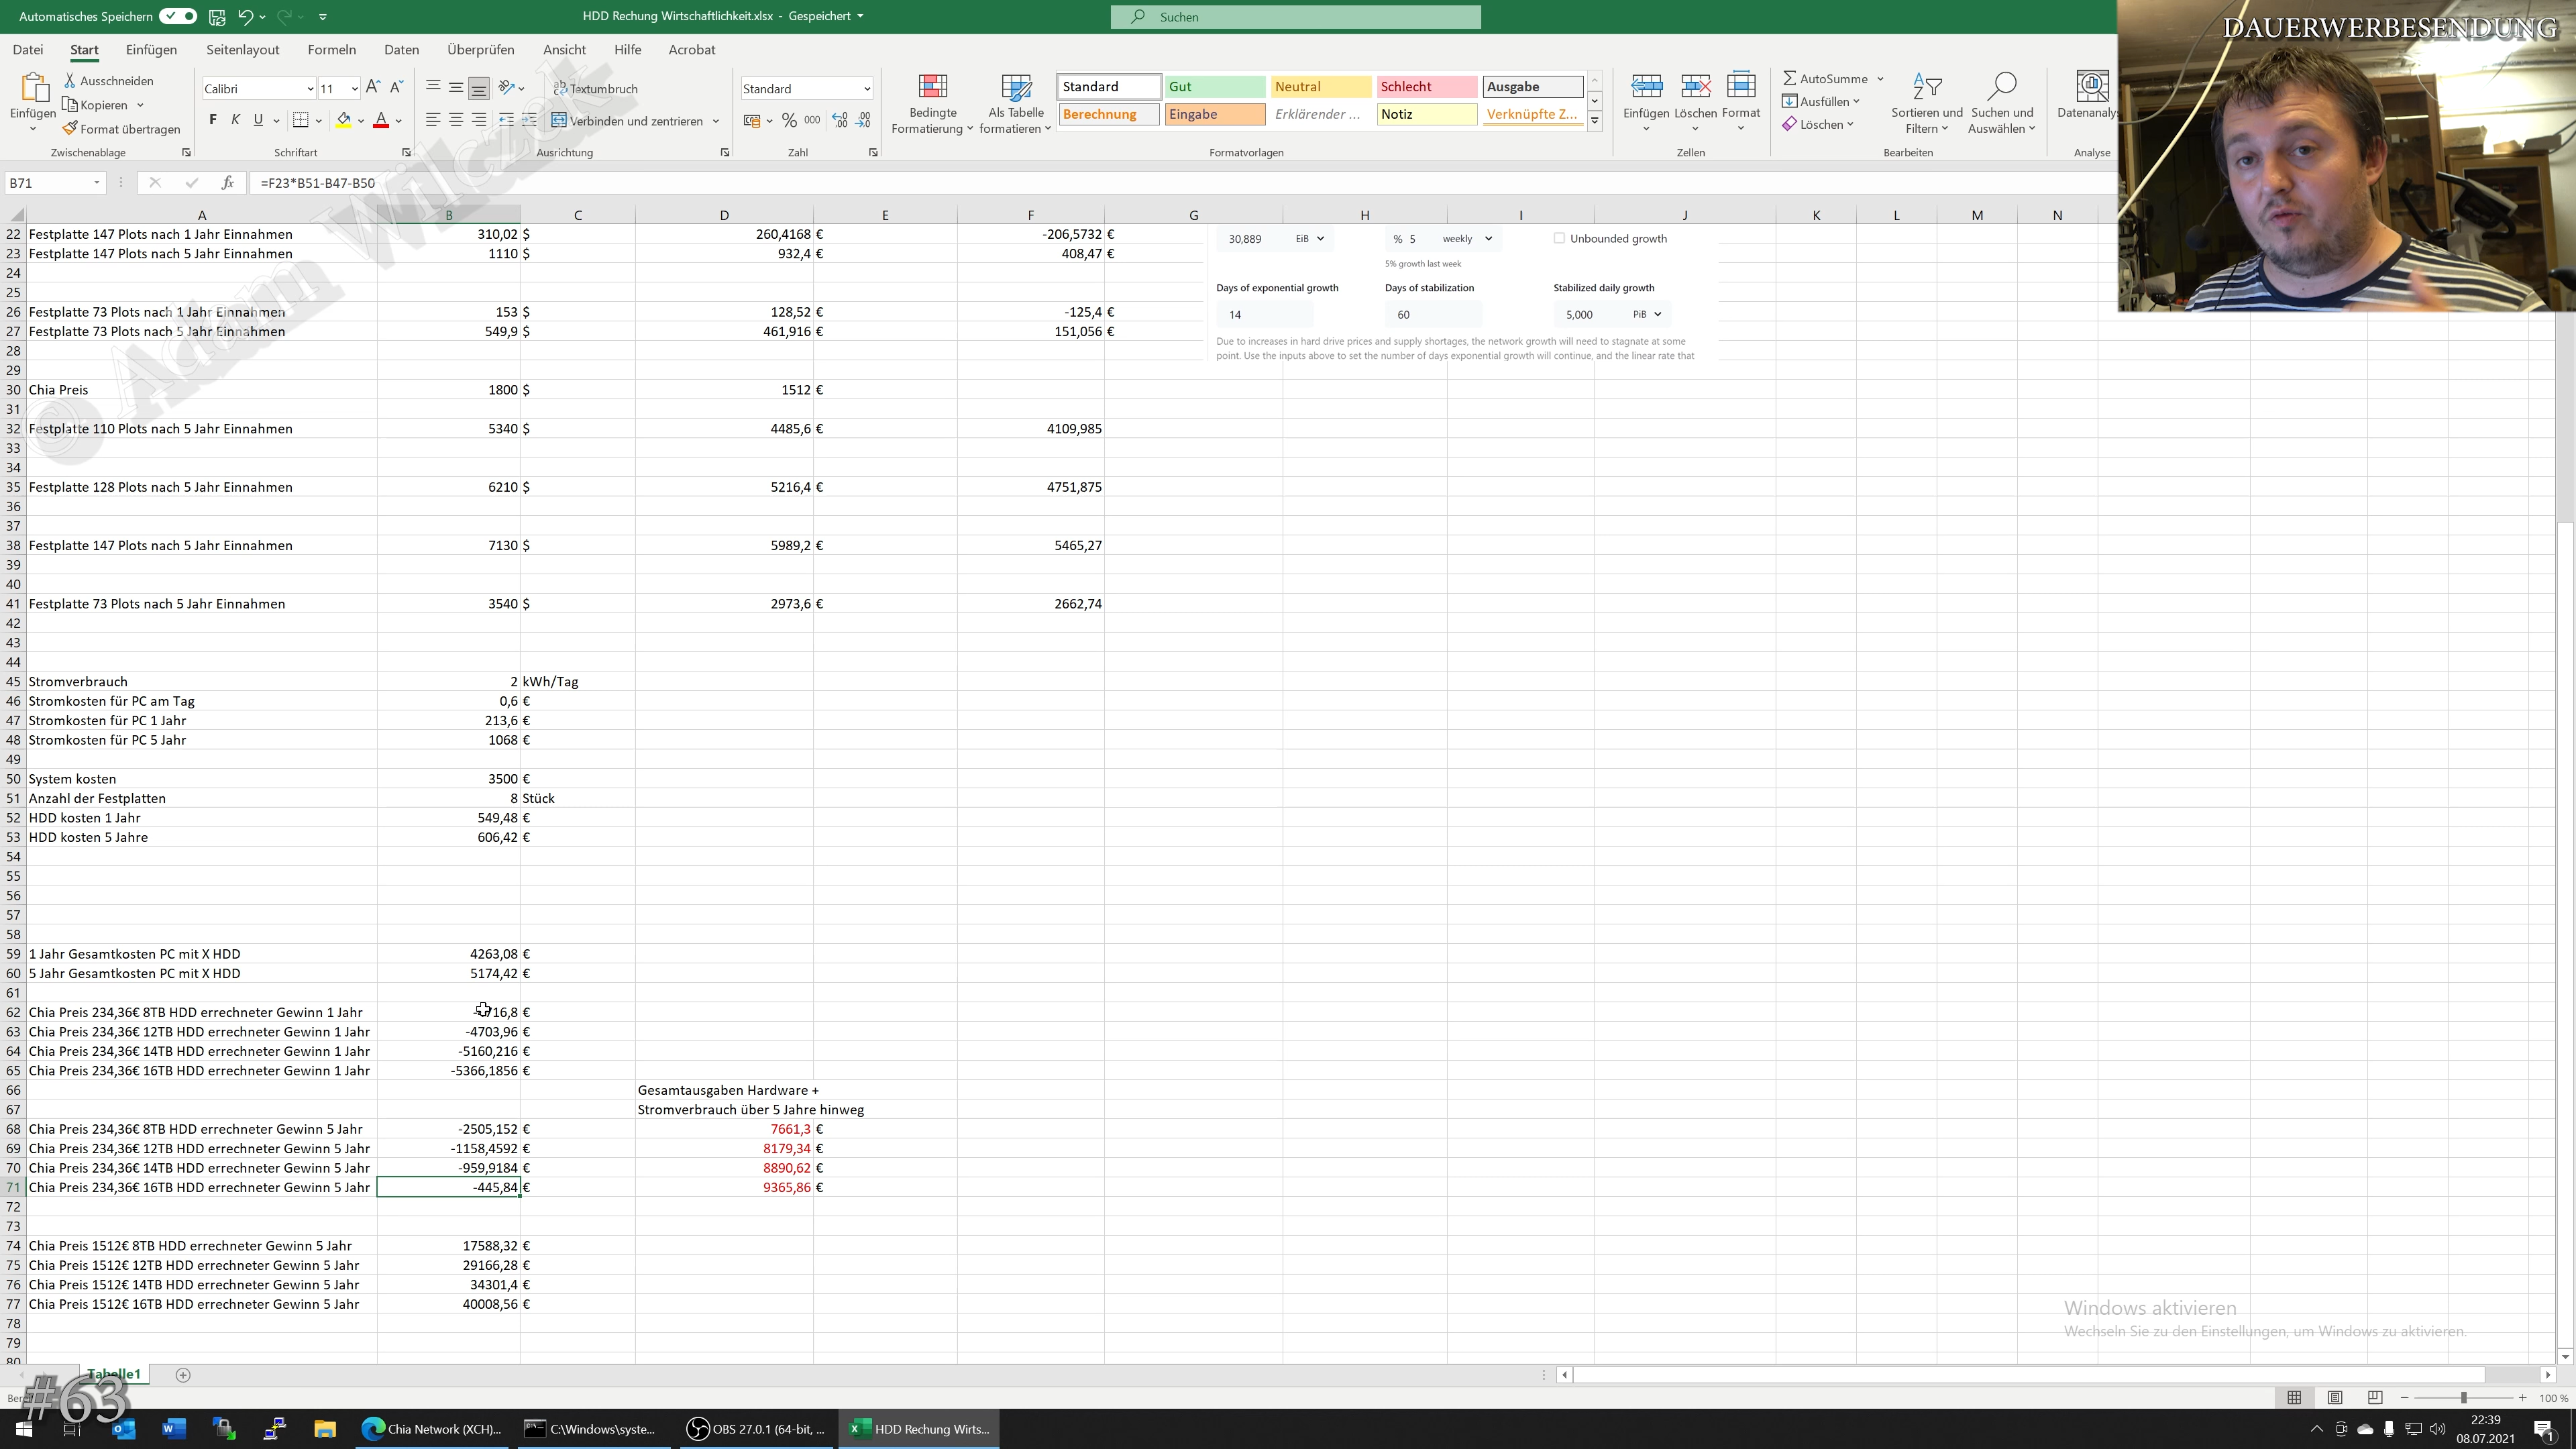 Automatisches Speichern
HDD Rechung Wirtschaftlichkeit.xlsx - Gespeichert
Suchen
DAUERWERBESENDUNG
Datei Start Einfügen Seitenlayout Formeln Daten Überprüfen Ansicht Hilfe Acrobat
Einfügen
Ausschneiden
Kopieren
Format übertragen
Zwischenablage
Calibri 11
F K U
Schriftart
Textumbruch
Verbinden und zentrieren
Ausrichtung
Standard
% 000
Zahl
Bedingte Formatierung
Als Tabelle formatieren
Standard Gut Neutral Schlecht Ausgabe
Berechnung Eingabe Erklärender ... Notiz Verknüpfte Z...
Formatvorlagen
Einfügen Löschen Format
Zellen
AutoSumme
Ausfüllen
Löschen
Sortieren und Filtern
Suchen und Auswählen
Bearbeiten
Datenanaly
Analyse
B71
fx =F23*B51-B47-B50
© Adam Wilczek
A B C D E F G H I J K L M N
22 Festplatte 147 Plots nach 1 Jahr Einnahmen 310,02 $ 260,4168 € -206,5732 €
23 Festplatte 147 Plots nach 5 Jahr Einnahmen 1110 $ 932,4 € 408,47 €
24
25
26 Festplatte 73 Plots nach 1 Jahr Einnahmen 153 $ 128,52 € -125,4 €
27 Festplatte 73 Plots nach 5 Jahr Einnahmen 549,9 $ 461,916 € 151,056 €
28
29
30 Chia Preis 1800 $ 1512 €
31
32 Festplatte 110 Plots nach 5 Jahr Einnahmen 5340 $ 4485,6 € 4109,985
33
34
35 Festplatte 128 Plots nach 5 Jahr Einnahmen 6210 $ 5216,4 € 4751,875
36
37
38 Festplatte 147 Plots nach 5 Jahr Einnahmen 7130 $ 5989,2 € 5465,27
39
40
41 Festplatte 73 Plots nach 5 Jahr Einnahmen 3540 $ 2973,6 € 2662,74
42
43
44
45 Stromverbrauch 2 kWh/Tag
46 Stromkosten für PC am Tag 0,6 €
47 Stromkosten für PC 1 Jahr 213,6 €
48 Stromkosten für PC 5 Jahr 1068 €
49
50 System kosten 3500 €
51 Anzahl der Festplatten 8 Stück
52 HDD kosten 1 Jahr 549,48 €
53 HDD kosten 5 Jahre 606,42 €
54
55
56
57
58
59 1 Jahr Gesamtkosten PC mit X HDD 4263,08 €
60 5 Jahr Gesamtkosten PC mit X HDD 5174,42 €
61
62 Chia Preis 234,36€ 8TB HDD errechneter Gewinn 1 Jahr 16,8 €
63 Chia Preis 234,36€ 12TB HDD errechneter Gewinn 1 Jahr -4703,96 €
64 Chia Preis 234,36€ 14TB HDD errechneter Gewinn 1 Jahr -5160,216 €
65 Chia Preis 234,36€ 16TB HDD errechneter Gewinn 1 Jahr -5366,1856 €
66 Gesamtausgaben Hardware +
67 Stromverbrauch über 5 Jahre hinweg
68 Chia Preis 234,36€ 8TB HDD errechneter Gewinn 5 Jahr -2505,152 € 7661,3 €
69 Chia Preis 234,36€ 12TB HDD errechneter Gewinn 5 Jahr -1158,4592 € 8179,34 €
70 Chia Preis 234,36€ 14TB HDD errechneter Gewinn 5 Jahr -959,9184 € 8890,62 €
71 Chia Preis 234,36€ 16TB HDD errechneter Gewinn 5 Jahr -445,84 € 9365,86 €
72
73
74 Chia Preis 1512€ 8TB HDD errechneter Gewinn 5 Jahr 17588,32 €
75 Chia Preis 1512€ 12TB HDD errechneter Gewinn 5 Jahr 29166,28 €
76 Chia Preis 1512€ 14TB HDD errechneter Gewinn 5 Jahr 34301,4 €
77 Chia Preis 1512€ 16TB HDD errechneter Gewinn 5 Jahr 40008,56 €
78
79
80
30,889 EiB % 5 weekly Unbounded growth
5% growth last week
Days of exponential growth Days of stabilization Stabilized daily growth
14 60 5,000 PiB
Due to increases in hard drive prices and supply shortages, the network growth will need to stagnate at some
point. Use the inputs above to set the number of days exponential growth will continue, and the linear rate that
Windows aktivieren
Wechseln Sie zu den Einstellungen, um Windows zu aktivieren.
Tabelle1
#63
100 %
Chia Network (XCH)...
C:\Windows\syste...
OBS 27.0.1 (64-bit, ...
HDD Rechung Wirts...
22:39
08.07.2021
1